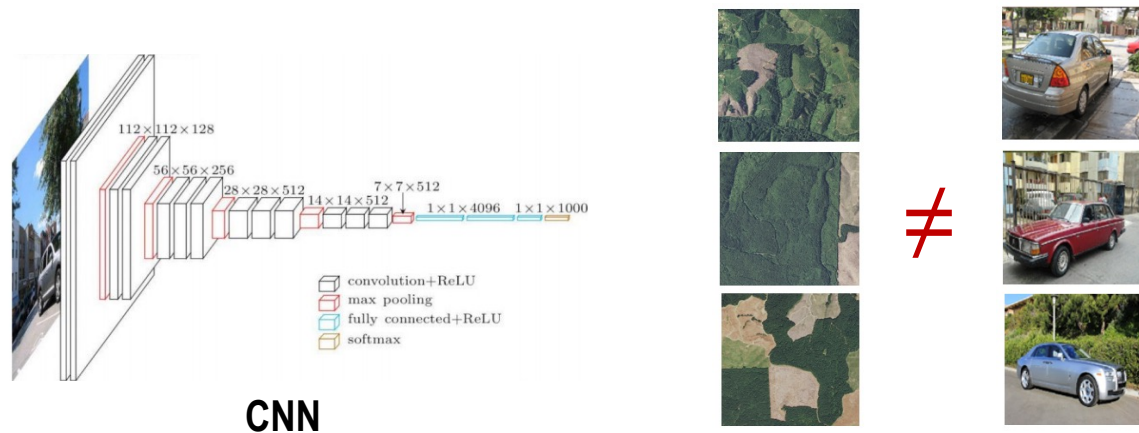 112×112×128
56×56×256
28×28×512
14×14×512
7×7×512
1×1×4096
1×1×1000
convolution+ReLU
max pooling
fully connected+ReLU
softmax
CNN
≠